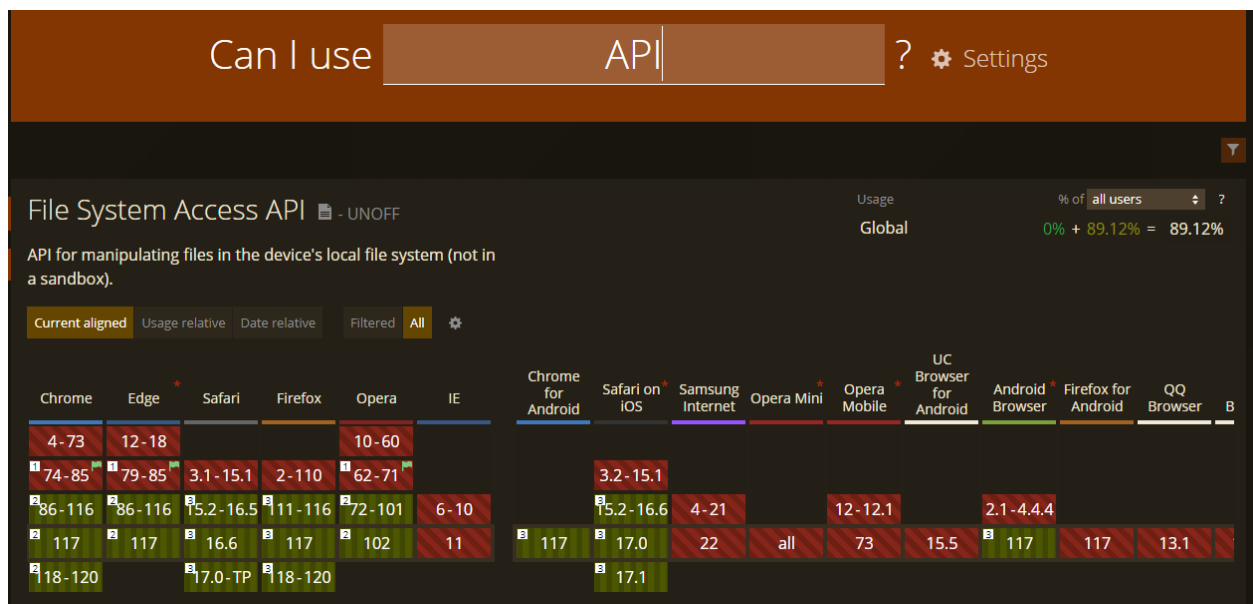 Can I use API ? Settings
File System Access API - UNOFF
Usage % of all users ?
Global 0% + 89.12% = 89.12%
API for manipulating files in the device's local file system (not in
a sandbox).
Current aligned Usage relative Date relative Filtered All
Chrome Edge * Safari Firefox Opera IE Chrome for Android Safari on iOS * Samsung Internet Opera Mini * Opera Mobile * UC Browser for Android Android Browser * Firefox for Android QQ Browser B
4-73 12-18 10-60
1 74-85 1 79-85 3.1-15.1 2-110 1 62-71 3.2-15.1
2 86-116 2 86-116 3 15.2-16.5 3 111-116 2 72-101 6-10 3 15.2-16.6 4-21 12-12.1 2.1-4.4.4
2 117 2 117 3 16.6 3 117 2 102 11 3 117 3 17.0 22 all 73 15.5 3 117 117 13.1
2 118-120 3 17.0-TP 3 118-120 3 17.1